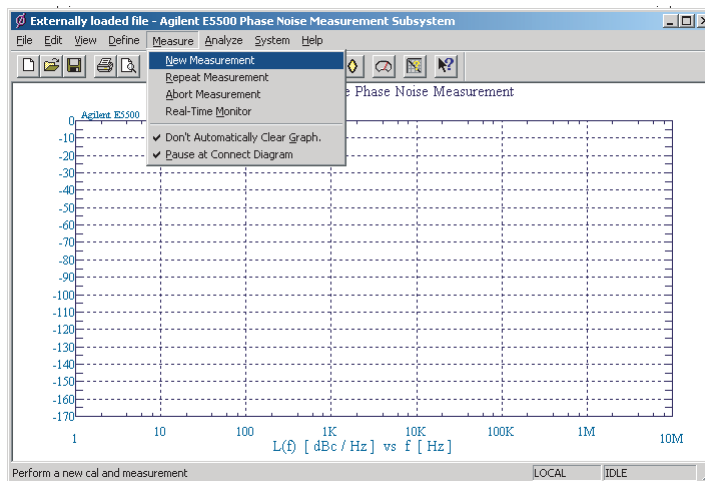 Externally loaded file - Agilent E5500 Phase Noise Measurement Subsystem
File Edit View Define Measure Analyze System Help
New Measurement
Repeat Measurement
Abort Measurement
Real-Time Monitor
✔ Don't Automatically Clear Graph.
✔ Pause at Connect Diagram
e Phase Noise Measurement
Agilent E5500
0
-10
-20
-30
-40
-50
-60
-70
-80
-90
-100
-110
-120
-130
-140
-150
-160
-170
1 10 100 1K 10K 100K 1M 10M
L(f) [ dBc / Hz ] vs f [ Hz ]
Perform a new cal and measurement LOCAL IDLE